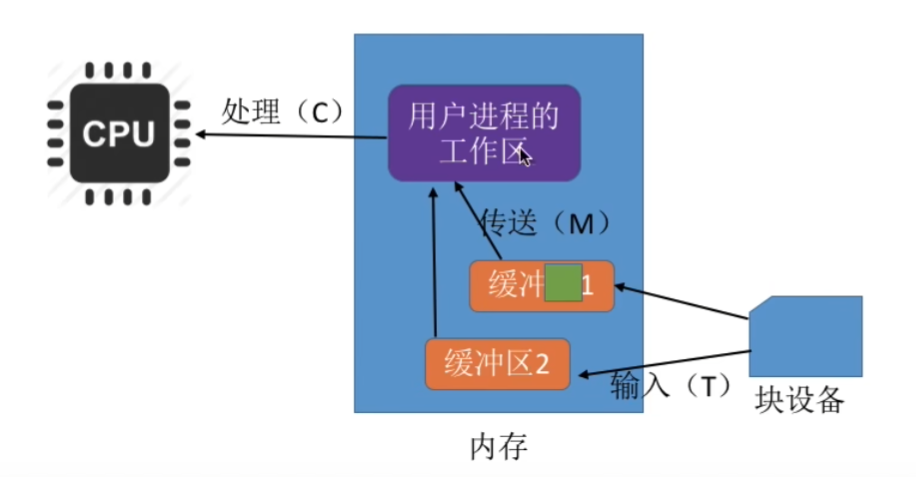 CPU
处理（C）
用户进程的
工作区
传送（M）
缓冲 1
缓冲区2
输入（T）
块设备
内存